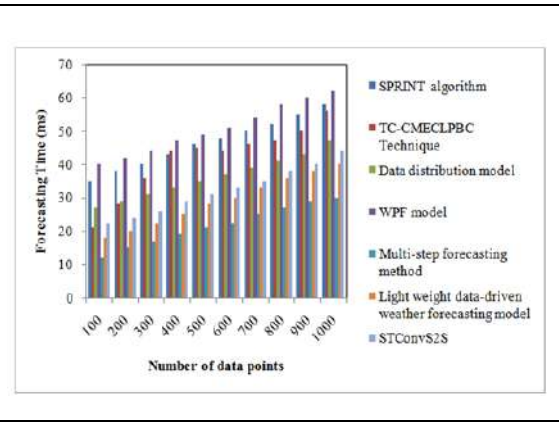 70
60
50
40
30
20
10
0
Forecasting Time (ms)
100
200
300
400
500
600
700
800
900
1000
Number of data points
SPRINT algorithm
TC-CMECLPBC
Technique
Data distribution model
WPF model
Multi-step forecasting
method
Light weight data-driven
weather forecasting model
STConvS2S